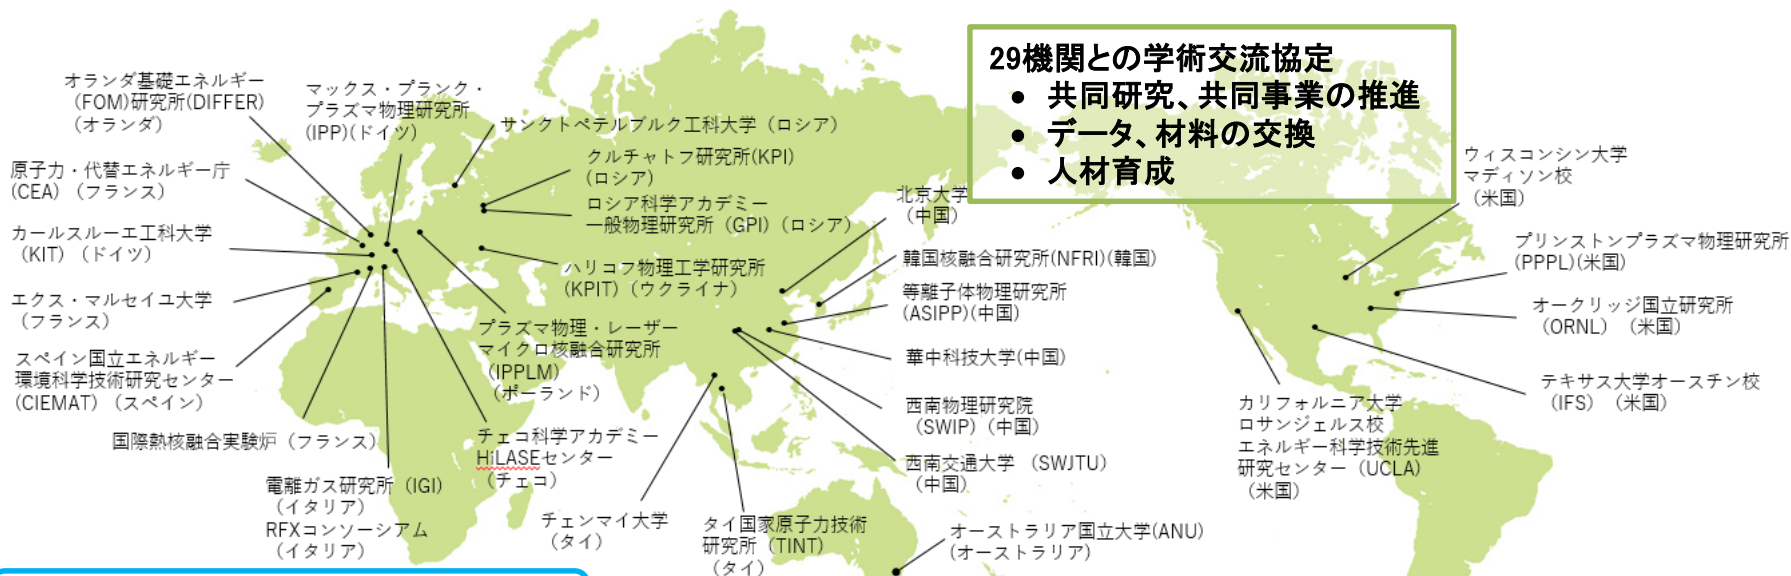 29機関との学術交流協定
● 共同研究、共同事業の推進
● データ、材料の交換
● 人材育成
オランダ基礎エネルギー
(FOM)研究所(DIFFER)
(オランダ)
マックス・プランク・
プラズマ物理研究所
(IPP)(ドイツ)
サンクトペテルブルク工科大学（ロシア）
クルチャトフ研究所(KPI)
(ロシア)
ロシア科学アカデミー
一般物理研究所（GPI）（ロシア）
原子力・代替エネルギー庁
(CEA)（フランス）
カールスルーエ工科大学
（KIT）（ドイツ）
エクス・マルセイユ大学
（フランス）
スペイン国立エネルギー
環境科学技術研究センター
(CIEMAT)（スペイン）
国際熱核融合実験炉（フランス）
電離ガス研究所（IGI）
（イタリア）
RFXコンソーシアム
（イタリア）
ハリコフ物理工学研究所
(KPIT)（ウクライナ）
プラズマ物理・レーザー
マイクロ核融合研究所
（IPPLM）
（ポーランド）
チェコ科学アカデミー
HiLASEセンター
（チェコ）
チェンマイ大学
（タイ）
タイ国家原子力技術
研究所（TINT）
（タイ）
北京大学
（中国）
韓国核融合研究所(NFRI)(韓国)
等離子体物理研究所
(ASIPP)(中国)
華中科技大学(中国)
西南物理研究院
（SWIP）（中国）
西南交通大学 （SWJTU）
（中国）
オーストラリア国立大学(ANU)
(オーストラリア)
ウィスコンシン大学
マディソン校
（米国）
プリンストンプラズマ物理研究所
(PPPL)(米国)
オークリッジ国立研究所
（ORNL）（米国）
テキサス大学オースチン校
（IFS）（米国）
カリフォルニア大学
ロサンジェルス校
エネルギー科学技術先進
研究センター（UCLA）
（米国）